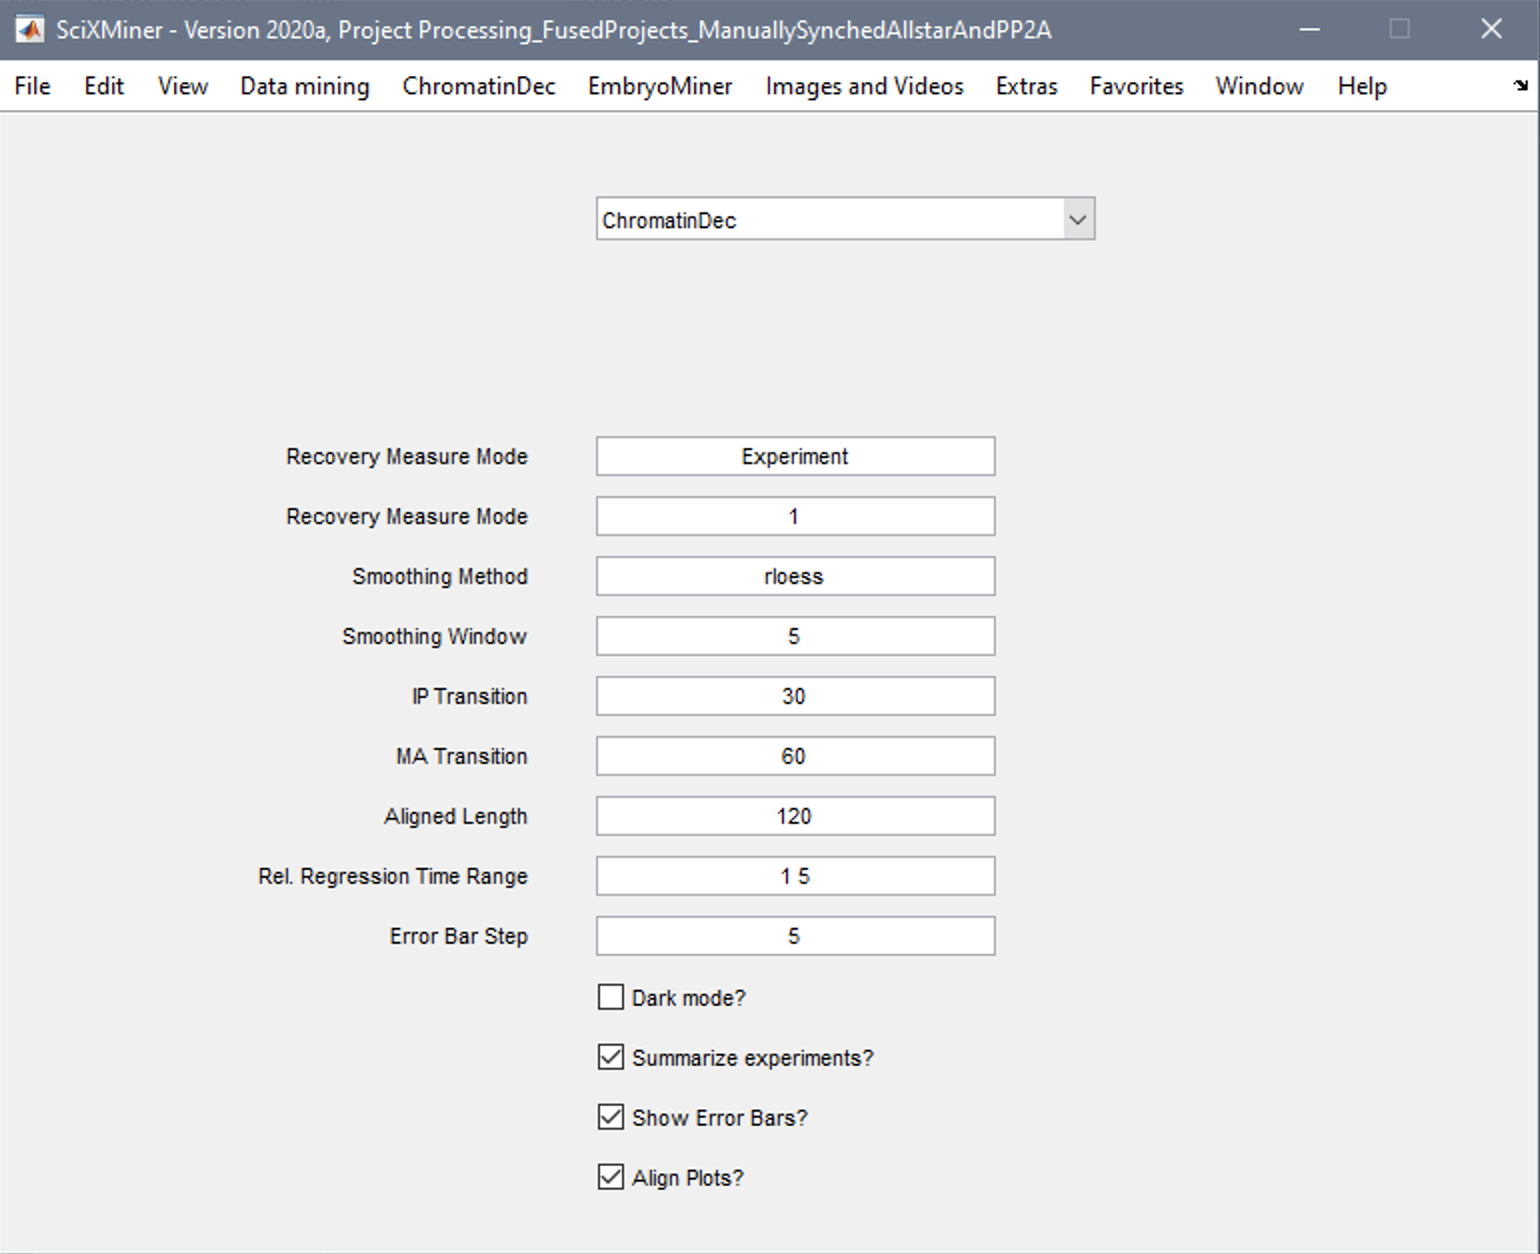 SciXMiner - Version 2020a, Project Processing_FusedProjects_ManuallySynchedAllstarAndPP2A
File Edit View Data mining ChromatinDec EmbryoMiner Images and Videos Extras Favorites Window Help
ChromatinDec
Recovery Measure Mode Experiment
Recovery Measure Mode 1
Smoothing Method rloess
Smoothing Window 5
IP Transition 30
MA Transition 60
Aligned Length 120
Rel. Regression Time Range 1 5
Error Bar Step 5
Dark mode?
Summarize experiments?
Show Error Bars?
Align Plots?